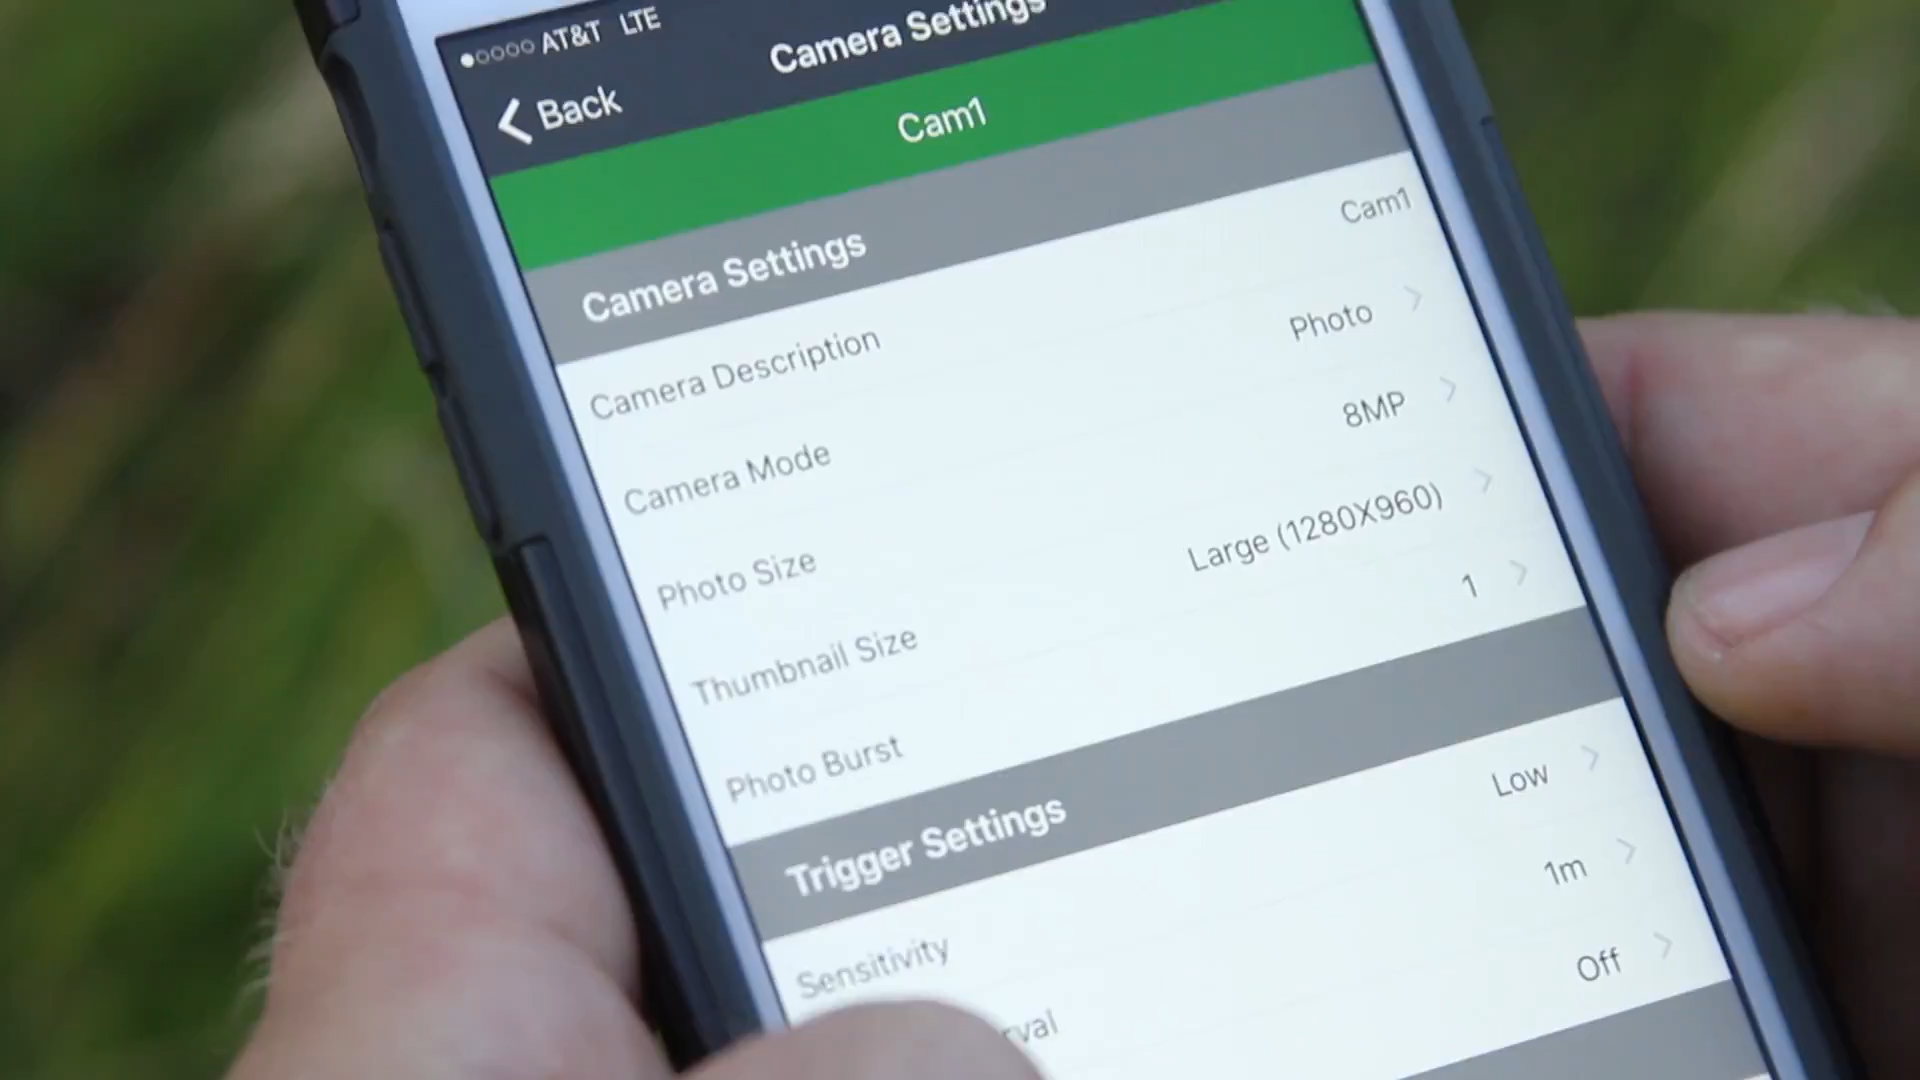 AT&T LTE
Camera Settings
Back
Cam1
Camera Settings
Camera Description Cam1
Camera Mode Photo
Photo Size 8MP
Thumbnail Size Large (1280X960)
Photo Burst 1
Trigger Settings
Sensitivity Low
rval 1m
Off